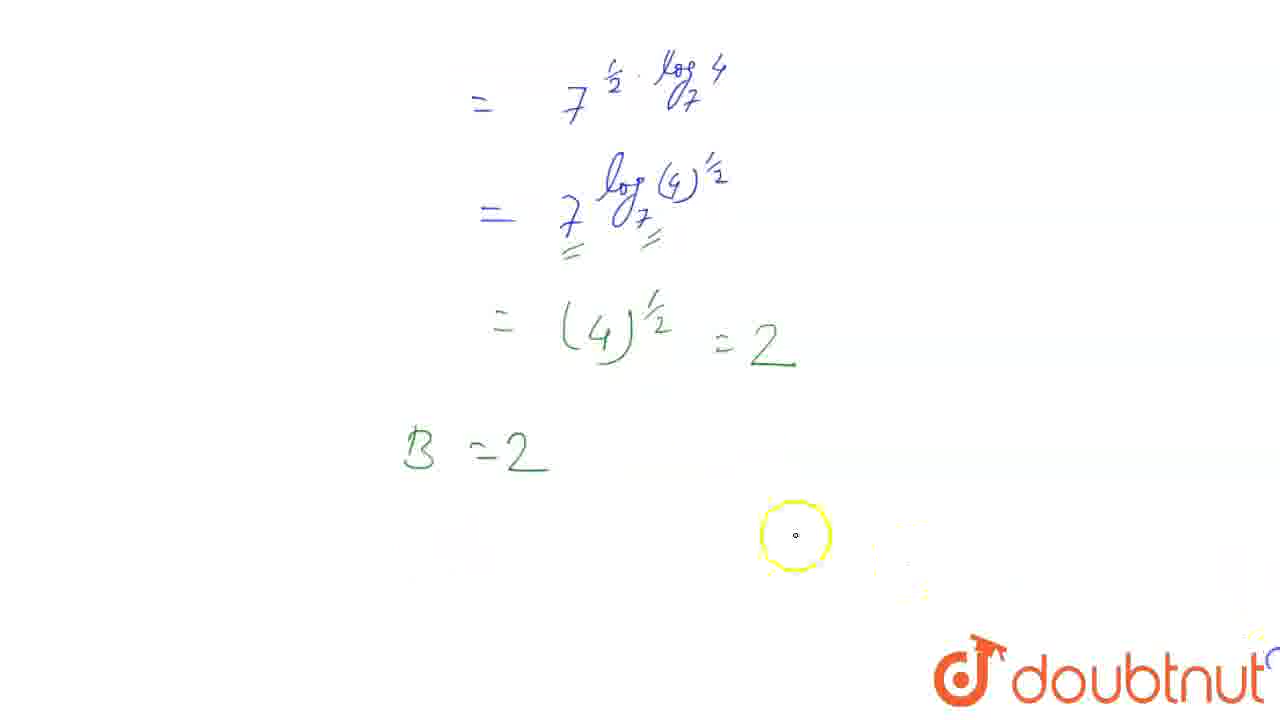 = 7^{1/2 · log_7 4}
= 7^{log_7 (4)^{1/2}}
= (4)^{1/2} = 2
B = 2
doubtnut